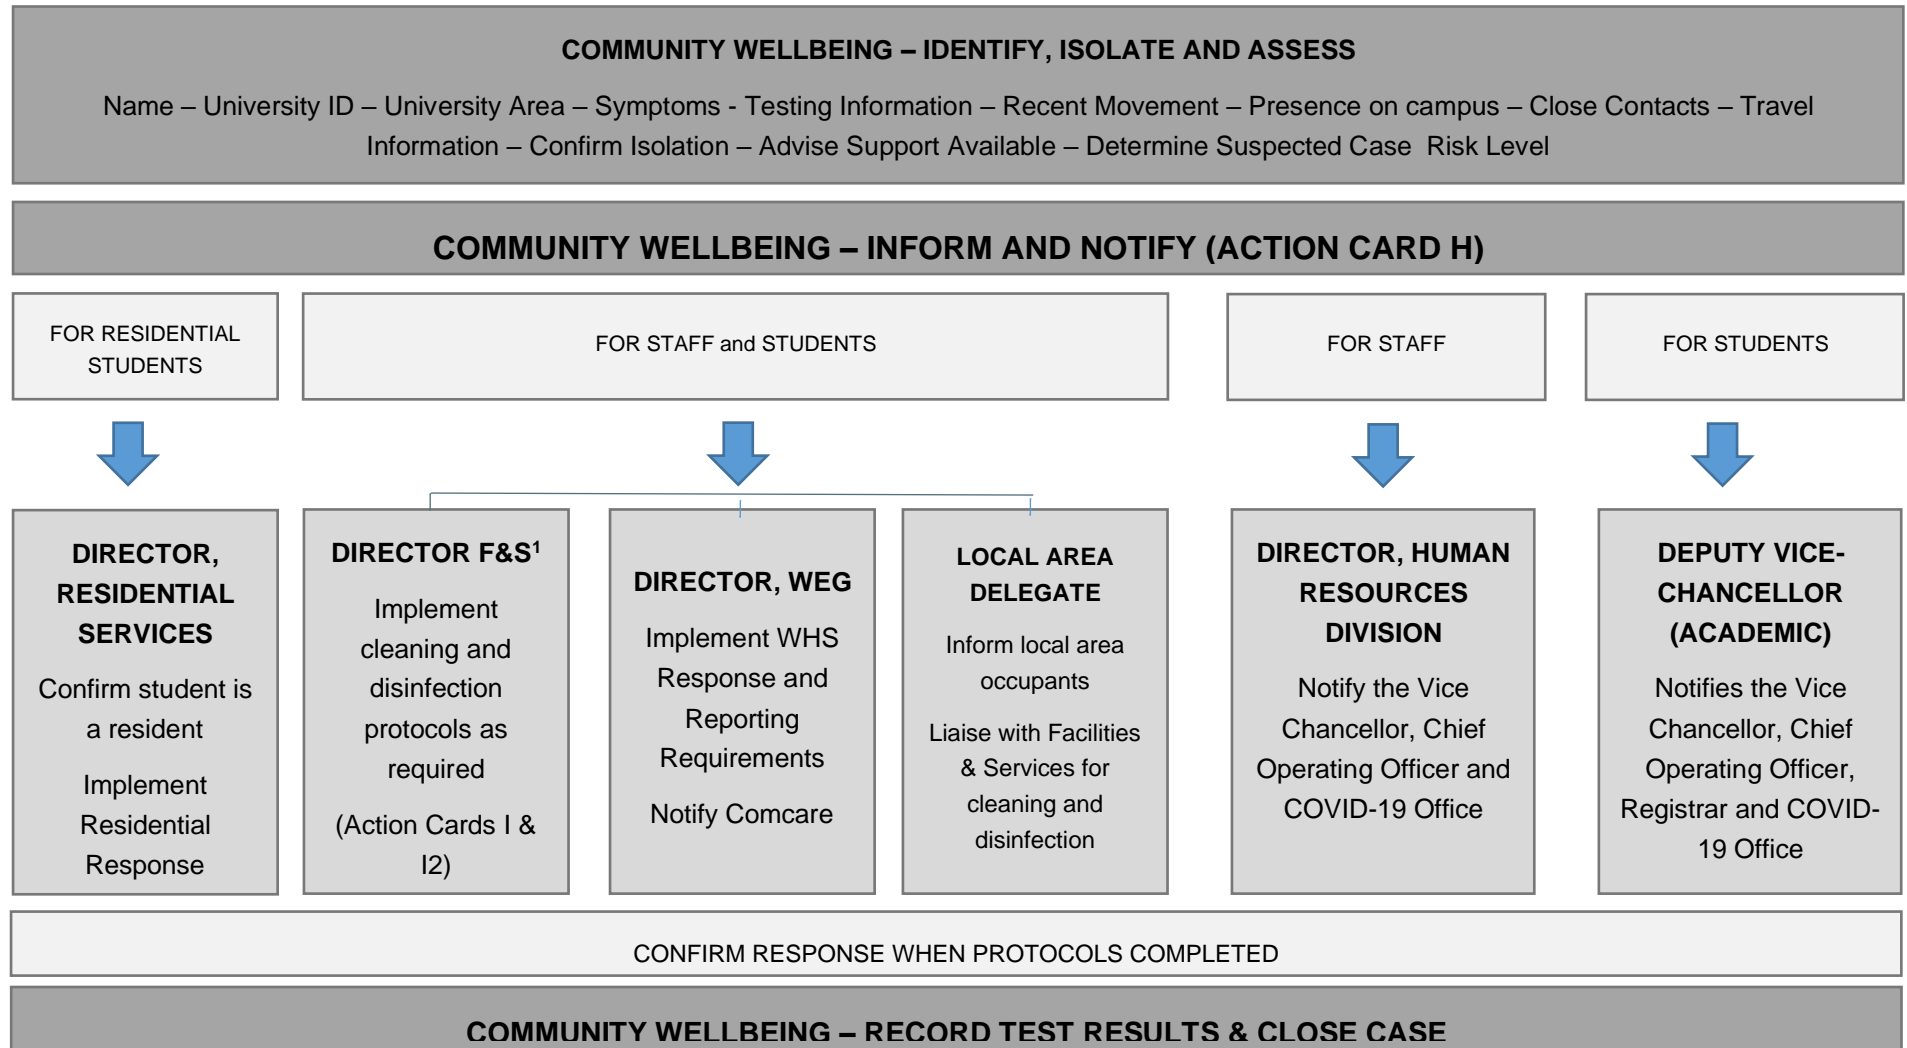 COMMUNITY WELLBEING – IDENTIFY, ISOLATE AND ASSESS
Name – University ID – University Area – Symptoms - Testing Information – Recent Movement – Presence on campus – Close Contacts – Travel
Information – Confirm Isolation – Advise Support Available – Determine Suspected Case Risk Level
COMMUNITY WELLBEING – INFORM AND NOTIFY (ACTION CARD H)
FOR RESIDENTIAL
STUDENTS
FOR STAFF and STUDENTS
FOR STAFF
FOR STUDENTS
DIRECTOR,
RESIDENTIAL
SERVICES
Confirm student is
a resident
Implement
Residential
Response
DIRECTOR F&S¹
Implement
cleaning and
disinfection
protocols as
required
(Action Cards I &
I2)
DIRECTOR, WEG
Implement WHS
Response and
Reporting
Requirements
Notify Comcare
LOCAL AREA
DELEGATE
Inform local area
occupants
Liaise with Facilities
& Services for
cleaning and
disinfection
DIRECTOR, HUMAN
RESOURCES
DIVISION
Notify the Vice
Chancellor, Chief
Operating Officer and
COVID-19 Office
DEPUTY VICE-
CHANCELLOR
(ACADEMIC)
Notifies the Vice
Chancellor, Chief
Operating Officer,
Registrar and COVID-
19 Office
CONFIRM RESPONSE WHEN PROTOCOLS COMPLETED
COMMUNITY WELLBEING – RECORD TEST RESULTS & CLOSE CASE